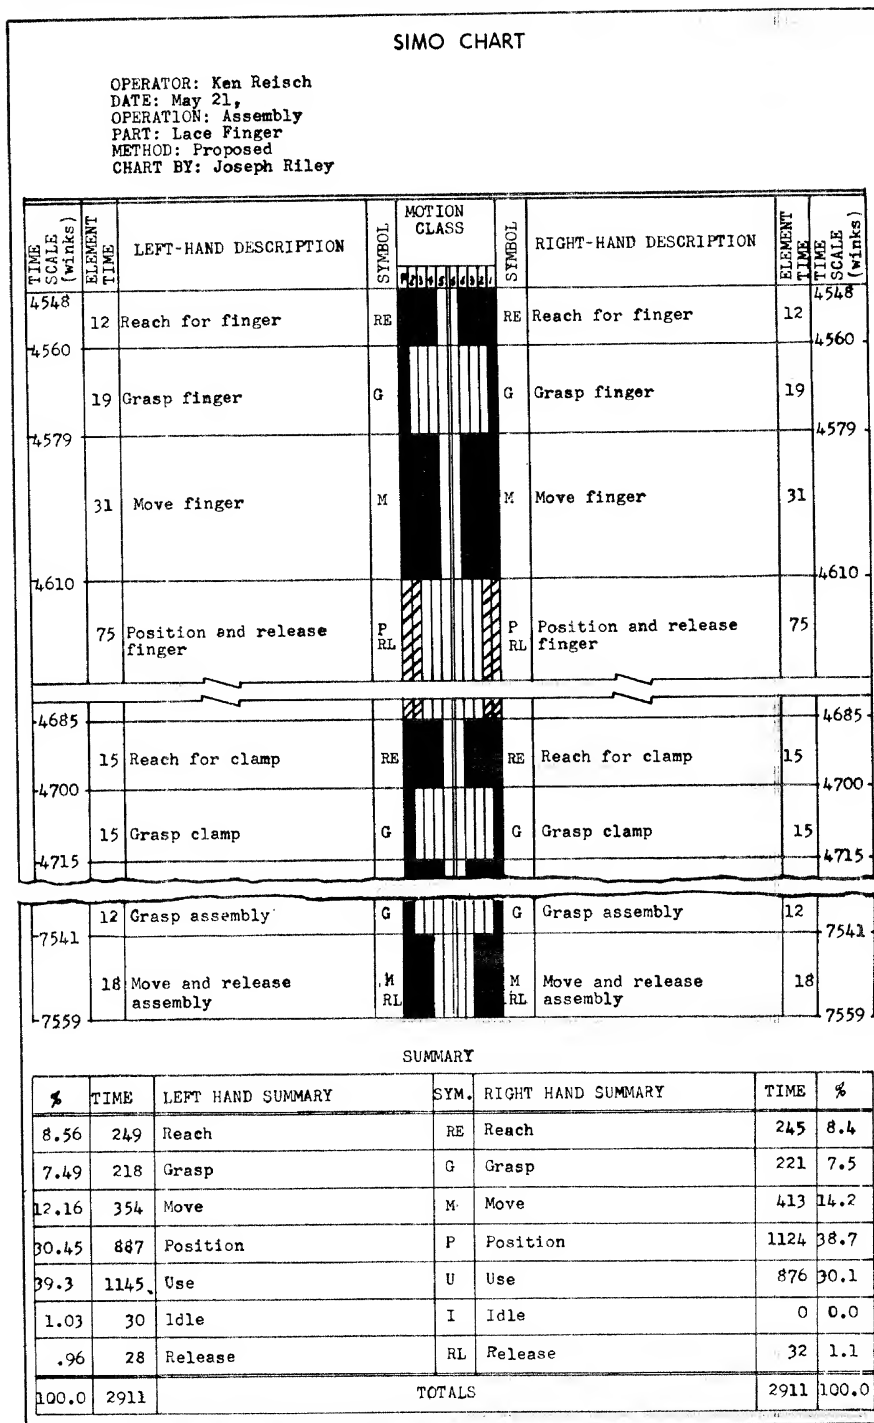 SIMO CHART
OPERATOR: Ken Reisch
DATE: May 21,
OPERATION: Assembly
PART: Lace Finger
METHOD: Proposed
CHART BY: Joseph Riley
TIME SCALE (winks) ELEMENT TIME LEFT-HAND DESCRIPTION SYMBOL MOTION CLASS SYMBOL RIGHT-HAND DESCRIPTION ELEMENT TIME TIME SCALE (winks)
4548 4548
12 Reach for finger RE RE Reach for finger 12
4560 4560
19 Grasp finger G G Grasp finger 19
4579 4579
31 Move finger M M Move finger 31
4610 4610
75 Position and release P P Position and release 75
finger RL RL finger
4685 4685
15 Reach for clamp RE RE Reach for clamp 15
4700 4700
15 Grasp clamp G G Grasp clamp 15
4715 4715
12 Grasp assembly G G Grasp assembly 12
7541 7541
18 Move and release M M Move and release 18
assembly RL RL assembly
7559 7559
SUMMARY
% TIME LEFT HAND SUMMARY SYM. RIGHT HAND SUMMARY TIME %
8.56 249 Reach RE Reach 245 8.4
7.49 218 Grasp G Grasp 221 7.5
12.16 354 Move M Move 413 14.2
30.45 887 Position P Position 1124 38.7
39.3 1145 Use U Use 876 30.1
1.03 30 Idle I Idle 0 0.0
.96 28 Release RL Release 32 1.1
100.0 2911 TOTALS 2911 100.0